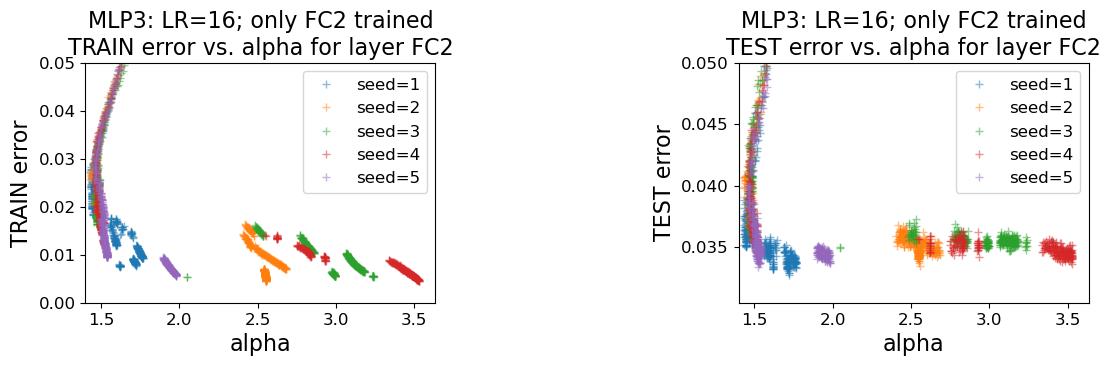 MLP3: LR=16; only FC2 trained
TRAIN error vs. alpha for layer FC2
TRAIN error
0.05
0.04
0.03
0.02
0.01
0.00
1.5
2.0
2.5
3.0
3.5
alpha
seed=1
seed=2
seed=3
seed=4
seed=5
MLP3: LR=16; only FC2 trained
TEST error vs. alpha for layer FC2
TEST error
0.050
0.045
0.040
0.035
1.5
2.0
2.5
3.0
3.5
alpha
seed=1
seed=2
seed=3
seed=4
seed=5